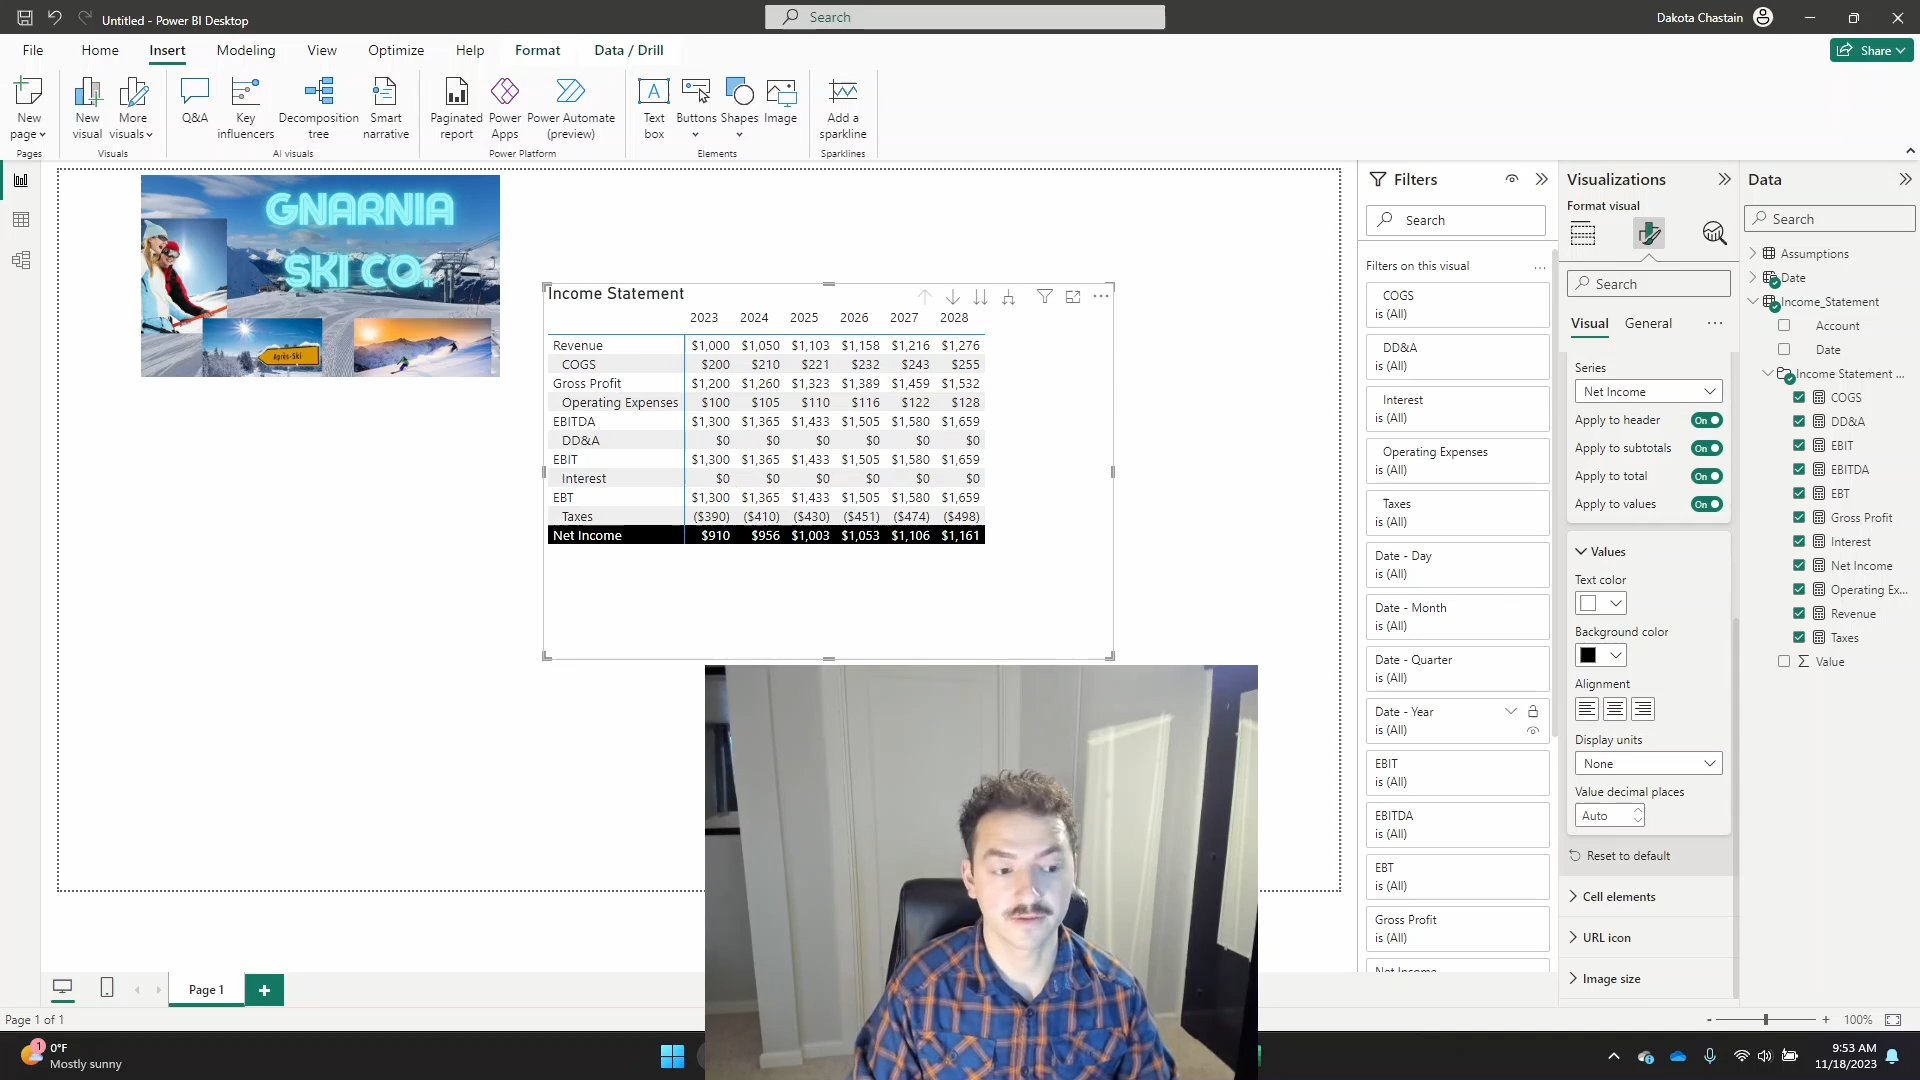 Untitled - Power BI Desktop
Search
Dakota Chastain
File Home Insert Modeling View Optimize Help Format Data / Drill
Share
New page
New visual
More visuals
Q&A
Key influencers
Decomposition tree
Smart narrative
Paginated report
Power Apps
Power Automate (preview)
Text box
Buttons
Shapes
Image
Add a sparkline
Pages Visuals AI visuals Power Platform Elements Sparklines
GNARNIA
SKI CO.
Après-Ski
Income Statement
2023 2024 2025 2026 2027 2028
Revenue $1,000 $1,050 $1,103 $1,158 $1,216 $1,276
COGS $200 $210 $221 $232 $243 $255
Gross Profit $1,200 $1,260 $1,323 $1,389 $1,459 $1,532
Operating Expenses $100 $105 $110 $116 $122 $128
EBITDA $1,300 $1,365 $1,433 $1,505 $1,580 $1,659
DD&A $0 $0 $0 $0 $0 $0
EBIT $1,300 $1,365 $1,433 $1,505 $1,580 $1,659
Interest $0 $0 $0 $0 $0 $0
EBT $1,300 $1,365 $1,433 $1,505 $1,580 $1,659
Taxes ($390) ($410) ($430) ($451) ($474) ($498)
Net Income $910 $956 $1,003 $1,053 $1,106 $1,161
Filters
Search
Filters on this visual
COGS
is (All)
DD&A
is (All)
Interest
is (All)
Operating Expenses
is (All)
Taxes
is (All)
Date - Day
is (All)
Date - Month
is (All)
Date - Quarter
is (All)
Date - Year
is (All)
EBIT
is (All)
EBITDA
is (All)
EBT
is (All)
Gross Profit
is (All)
Net Income
Visualizations
Format visual
Search
Visual General
Series
Net Income
Apply to header On
Apply to subtotals On
Apply to total On
Apply to values On
Values
Text color
Background color
Alignment
Display units
None
Value decimal places
Auto
Reset to default
Cell elements
URL icon
Image size
Data
Search
Assumptions
Date
Income_Statement
Account
Date
Income Statement ...
COGS
DD&A
EBIT
EBITDA
EBT
Gross Profit
Interest
Net Income
Operating Ex...
Revenue
Taxes
Value
Page 1
Page 1 of 1
100%
1
0°F
Mostly sunny
9:53 AM
11/18/2023